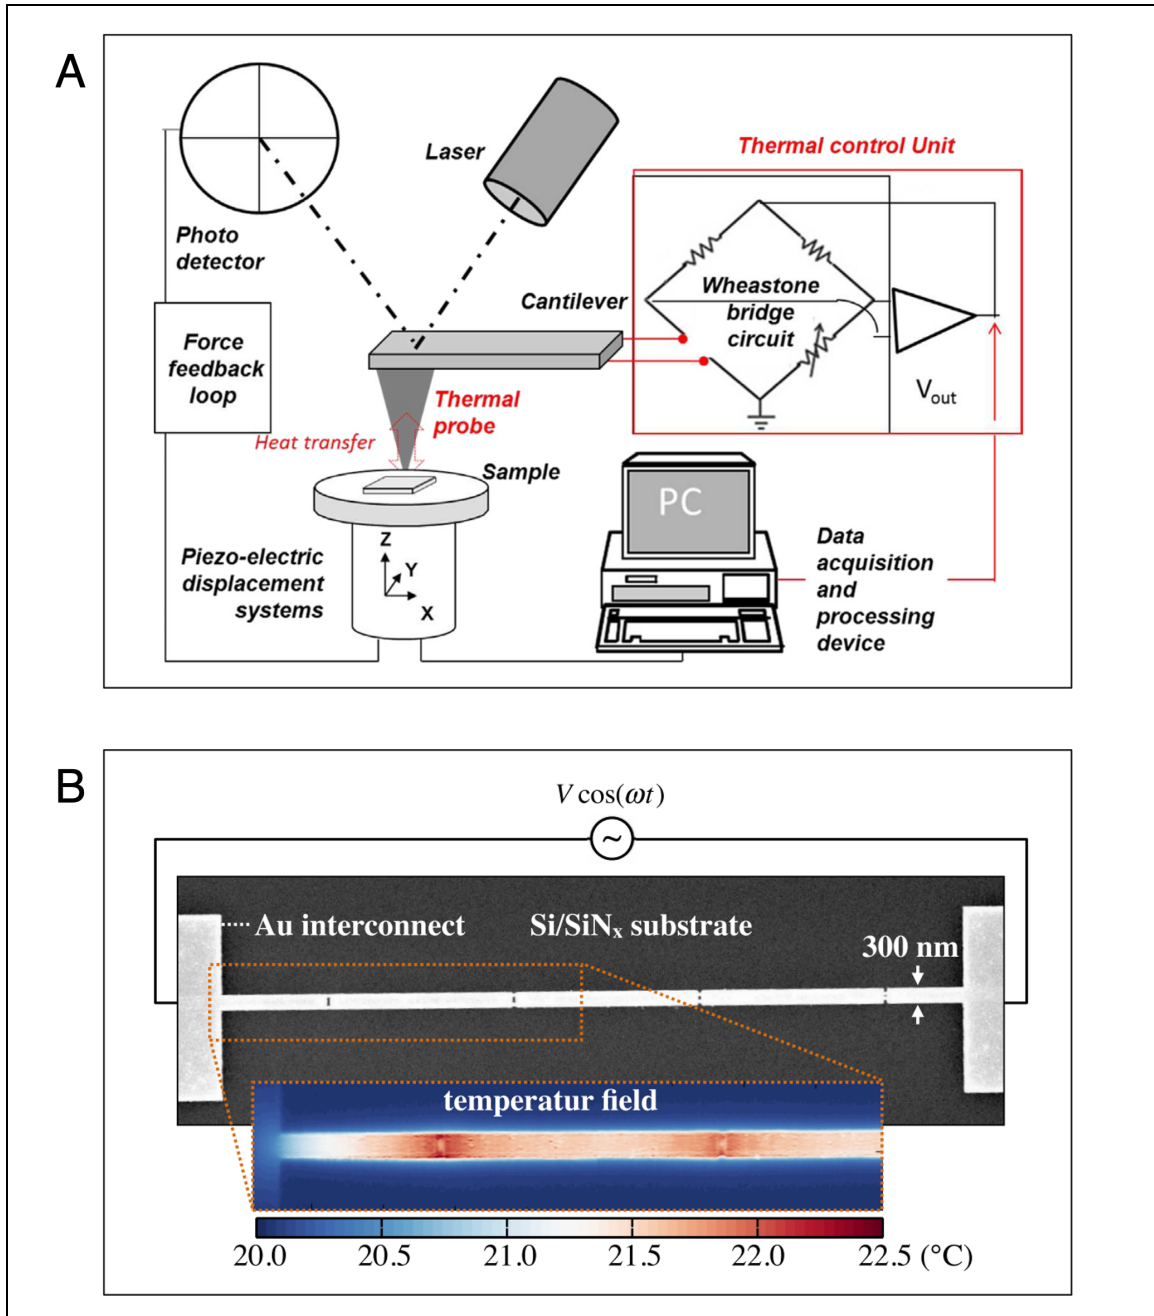 A
Laser
Thermal control Unit
Photo
detector
Cantilever
Wheastone
bridge
circuit
Force
feedback
loop
Thermal
probe
V_out
Heat transfer
Sample
PC
Piezo-electric
displacement
systems
Z
Y
X
Data
acquisition
and
processing
device
B
V cos(ωt)
~
Au interconnect
Si/SiNₓ substrate
300 nm
temperatur field
20.0 20.5 21.0 21.5 22.0 22.5 (°C)